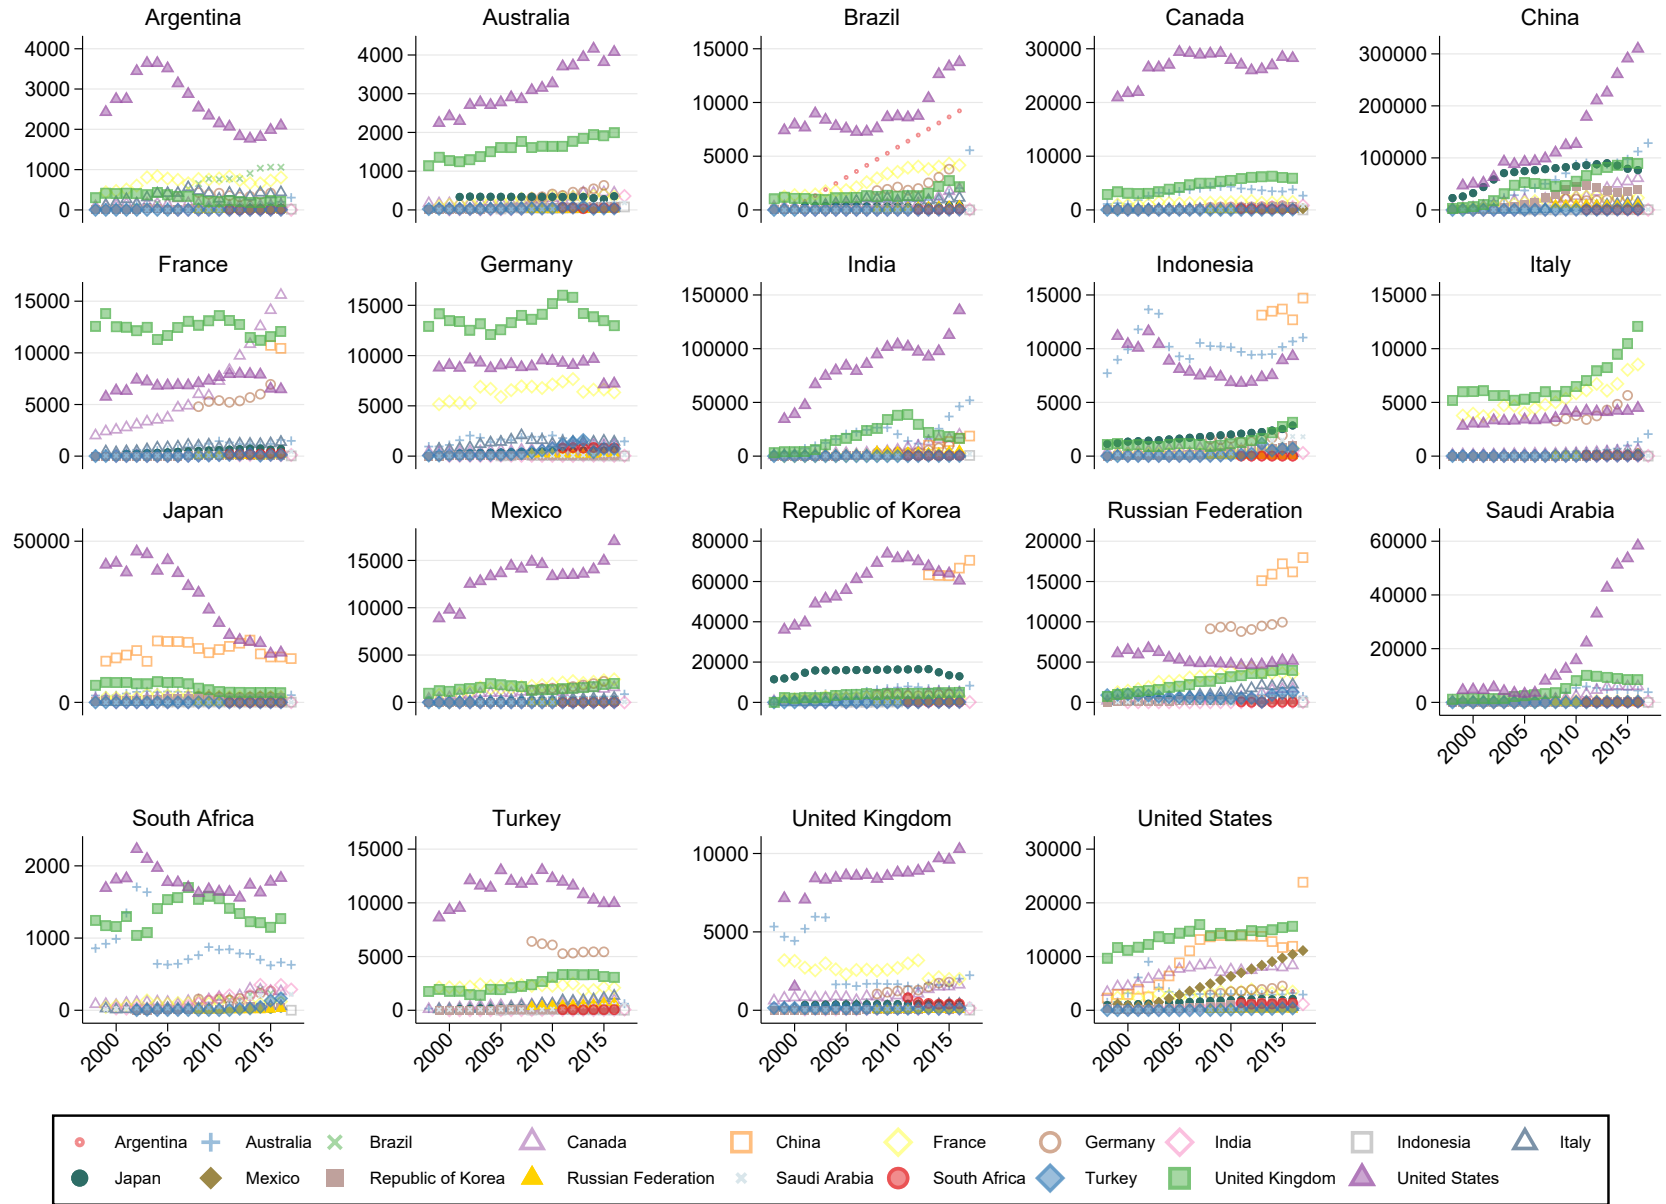 Argentina Australia Brazil Canada China
4000 4000 15000 30000 300000
3000 3000 10000 20000 200000
2000 2000 5000 10000 100000
1000 1000 0 0 0
0 0
France Germany India Indonesia Italy
15000 15000 150000 15000 15000
10000 10000 100000 10000 10000
5000 5000 50000 5000 5000
0 0 0 0 0
Japan Mexico Republic of Korea Russian Federation Saudi Arabia
50000 15000 80000 20000 60000
0 10000 60000 15000 40000
5000 40000 10000 20000
0 20000 5000 0
0 0
2000 2005 2010 2015
South Africa Turkey United Kingdom United States
2000 15000 10000 30000
1000 10000 5000 20000
0 5000 0 10000
0 0
2000 2005 2010 2015 2000 2005 2010 2015 2000 2005 2010 2015 2000 2005 2010 2015
Argentina Australia Brazil Canada China France Germany India Indonesia Italy
Japan Mexico Republic of Korea Russian Federation Saudi Arabia South Africa Turkey United Kingdom United States